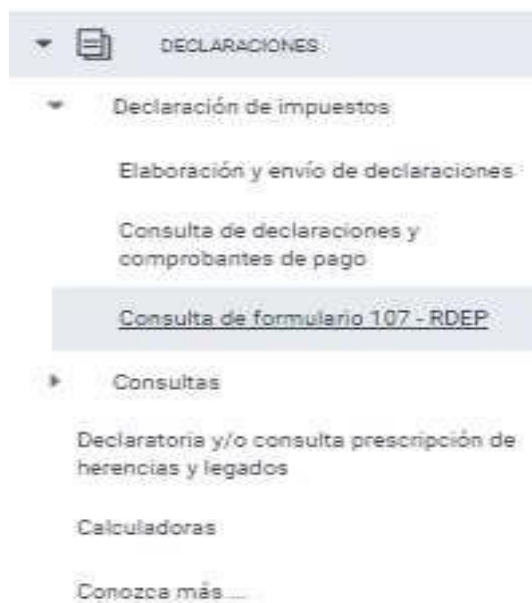 DECLARACIONES
Declaración de impuestos
Elaboración y envío de declaraciones
Consulta de declaraciones y
comprobantes de pago
Consulta de formulario 107 - RDEP
Consultas
Declaratoria y/o consulta prescripción de
herencias y legados
Calculadoras
Conozca más ...